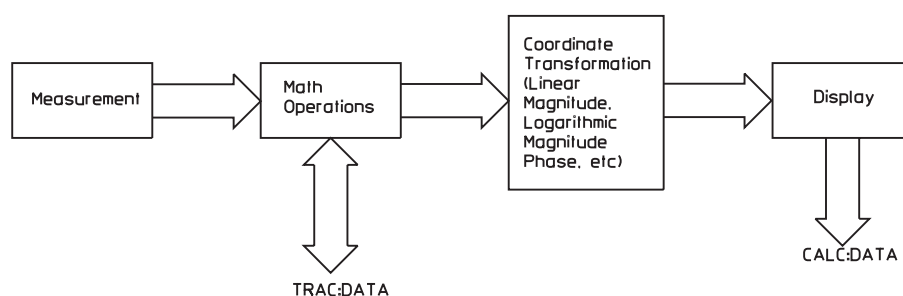 Measurement
Math
Operations
Coordinate
Transformation
(Linear
Magnitude,
Logarithmic
Magnitude
Phase, etc)
Display
TRAC:DATA
CALC:DATA